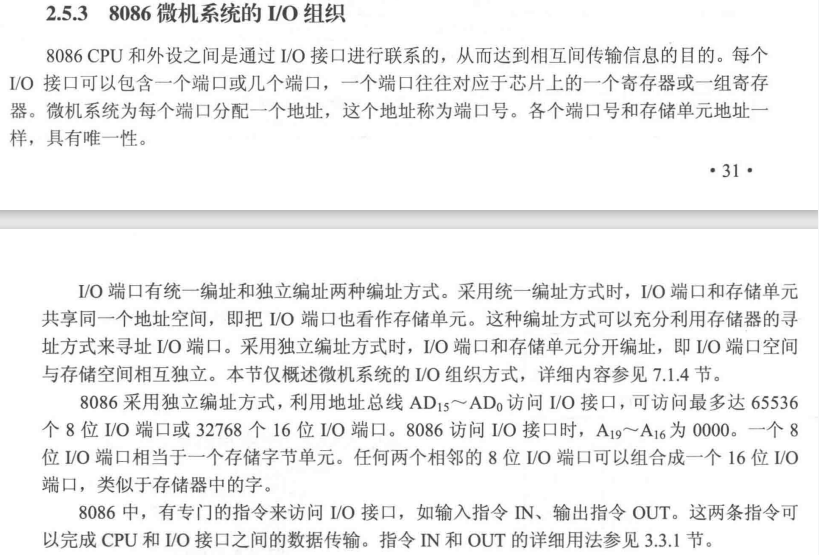 2.5.3 8086 微机系统的 I/O 组织
8086 CPU 和外设之间是通过 I/O 接口进行联系的，从而达到相互间传输信息的目的。每个
I/O 接口可以包含一个端口或几个端口，一个端口往往对应于芯片上的一个寄存器或一组寄存
器。微机系统为每个端口分配一个地址，这个地址称为端口号。各个端口号和存储单元地址一
样，具有唯一性。
• 31 •
I/O 端口有统一编址和独立编址两种编址方式。采用统一编址方式时，I/O 端口和存储单元
共享同一个地址空间，即把 I/O 端口也看作存储单元。这种编址方式可以充分利用存储器的寻
址方式来寻址 I/O 端口。采用独立编址方式时，I/O 端口和存储单元分开编址，即 I/O 端口空间
与存储空间相互独立。本节仅概述微机系统的 I/O 组织方式，详细内容参见 7.1.4 节。
8086 采用独立编址方式，利用地址总线 AD₁₅～AD₀ 访问 I/O 接口，可访问最多达 65536
个 8 位 I/O 端口或 32768 个 16 位 I/O 端口。8086 访问 I/O 接口时，A₁₉～A₁₆ 为 0000。一个 8
位 I/O 端口相当于一个存储字节单元。任何两个相邻的 8 位 I/O 端口可以组合成一个 16 位 I/O
端口，类似于存储器中的字。
8086 中，有专门的指令来访问 I/O 接口，如输入指令 IN、输出指令 OUT。这两条指令可
以完成 CPU 和 I/O 接口之间的数据传输。指令 IN 和 OUT 的详细用法参见 3.3.1 节。